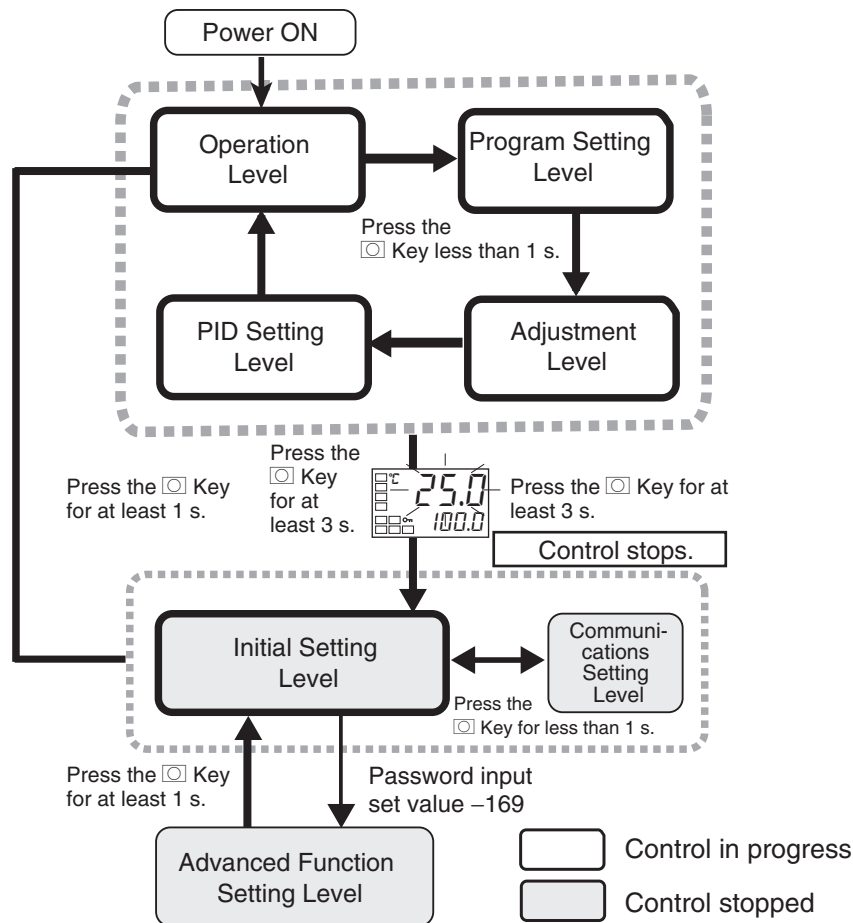 Power ON
Operation
Level
Program Setting
Level
Press the
Key less than 1 s.
PID Setting
Level
Adjustment
Level
Press the Key
for at least 1 s.
Press the
Key
for at
least 3 s.
°C
25.0
100.0
Press the Key for at
least 3 s.
Control stops.
Initial Setting
Level
Communi-
cations
Setting
Level
Press the
Key for less than 1 s.
Press the Key
for at least 1 s.
Password input
set value –169
Advanced Function
Setting Level
Control in progress
Control stopped